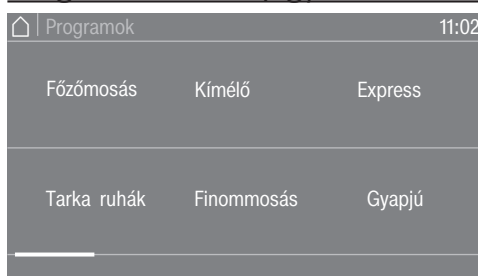 Programok 11:02
Főzőmosás Kímélő Express
Tarka ruhák Finommosás Gyapjú